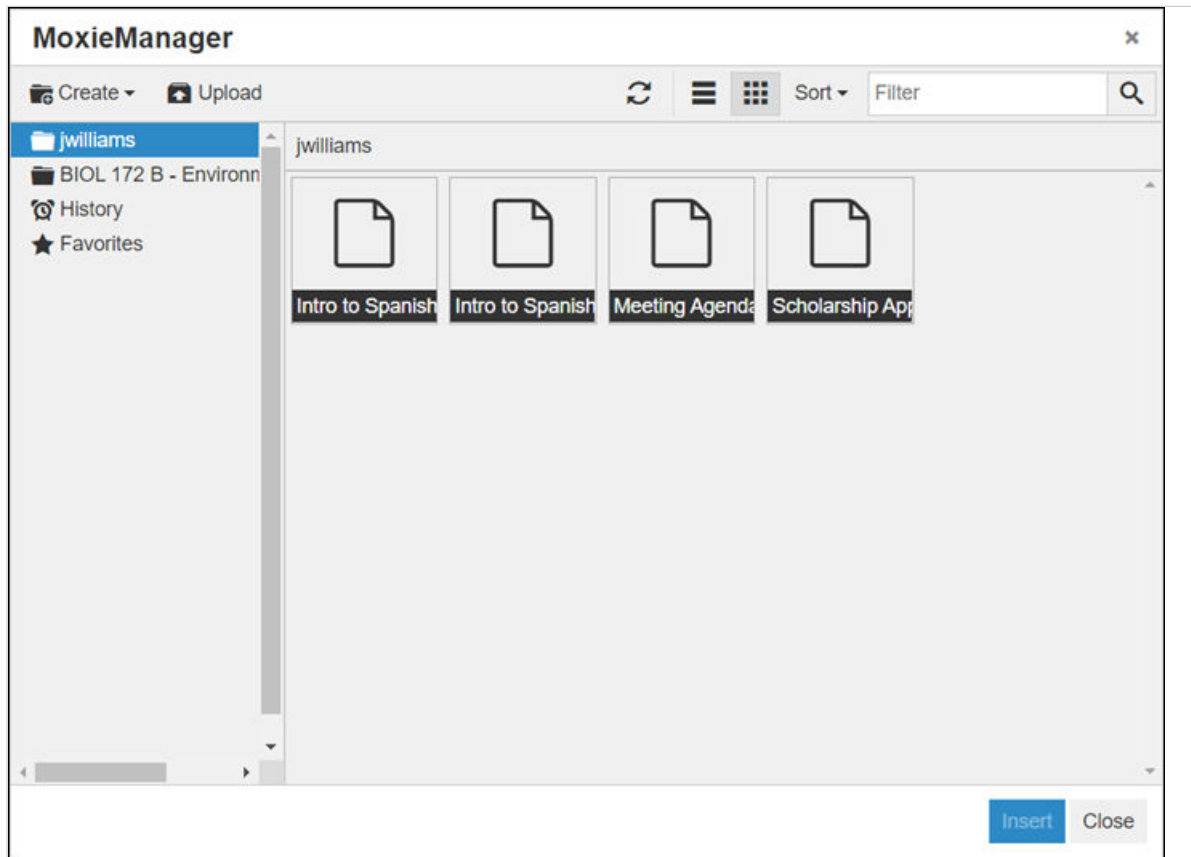 MoxieManager
Create Upload Sort Filter
jwilliams
BIOL 172 B - Environm
History
Favorites
jwilliams
Intro to Spanish Intro to Spanish Meeting Agenda Scholarship App
Insert Close